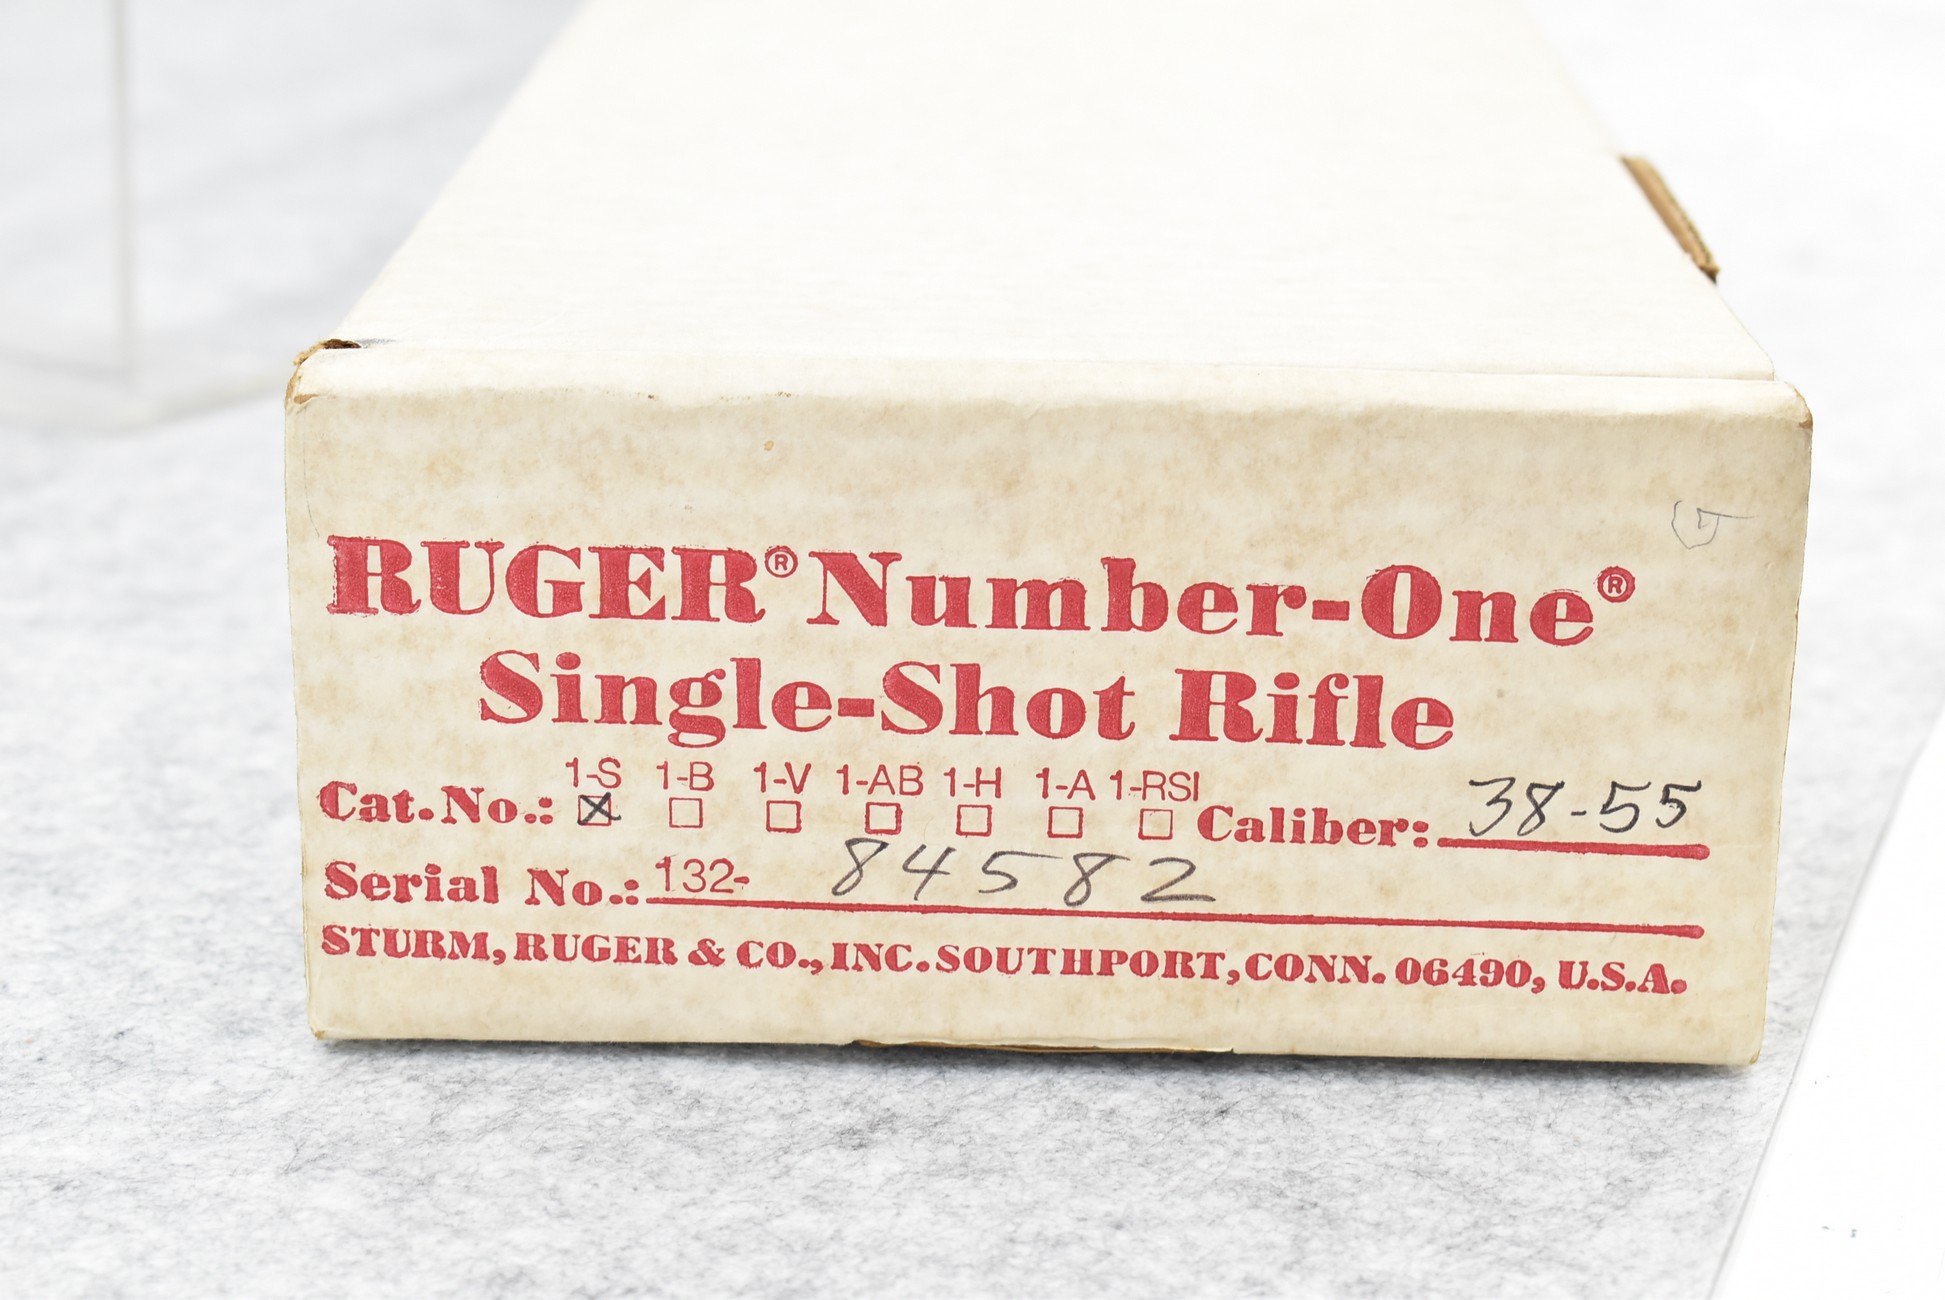 RUGER® Number-One®
Single-Shot Rifle
1-S 1-B 1-V 1-AB 1-H 1-A 1-RSI
Cat.No.: ☒ ☐ ☐ ☐ ☐ ☐ ☐ Caliber: 38-55
Serial No.: 132- 84582
STURM, RUGER & CO., INC. SOUTHPORT, CONN. 06490, U.S.A.